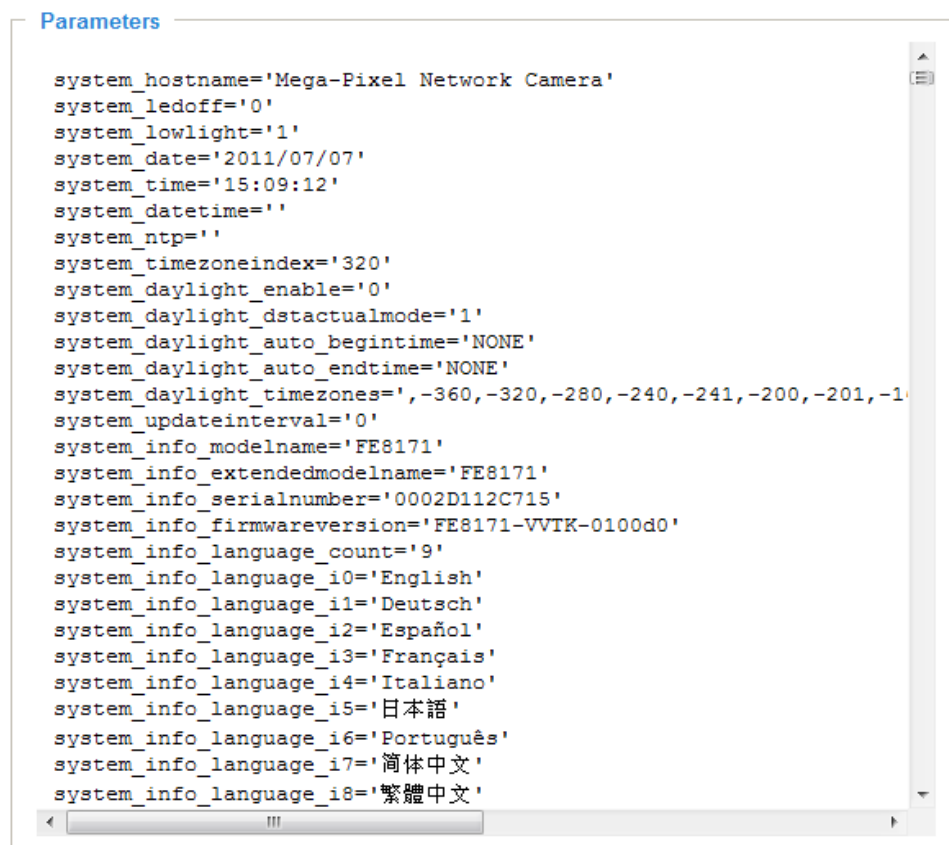 Parameters
system_hostname='Mega-Pixel Network Camera'
system_ledoff='0'
system_lowlight='1'
system_date='2011/07/07'
system_time='15:09:12'
system_datetime=''
system_ntp=''
system_timezoneindex='320'
system_daylight_enable='0'
system_daylight_dstactualmode='1'
system_daylight_auto_begintime='NONE'
system_daylight_auto_endtime='NONE'
system_daylight_timezones=',-360,-320,-280,-240,-241,-200,-201,-1
system_updateinterval='0'
system_info_modelname='FE8171'
system_info_extendedmodelname='FE8171'
system_info_serialnumber='0002D112C715'
system_info_firmwareversion='FE8171-VVTK-0100d0'
system_info_language_count='9'
system_info_language_i0='English'
system_info_language_i1='Deutsch'
system_info_language_i2='Español'
system_info_language_i3='Français'
system_info_language_i4='Italiano'
system_info_language_i5='日本語'
system_info_language_i6='Português'
system_info_language_i7='简体中文'
system_info_language_i8='繁體中文'